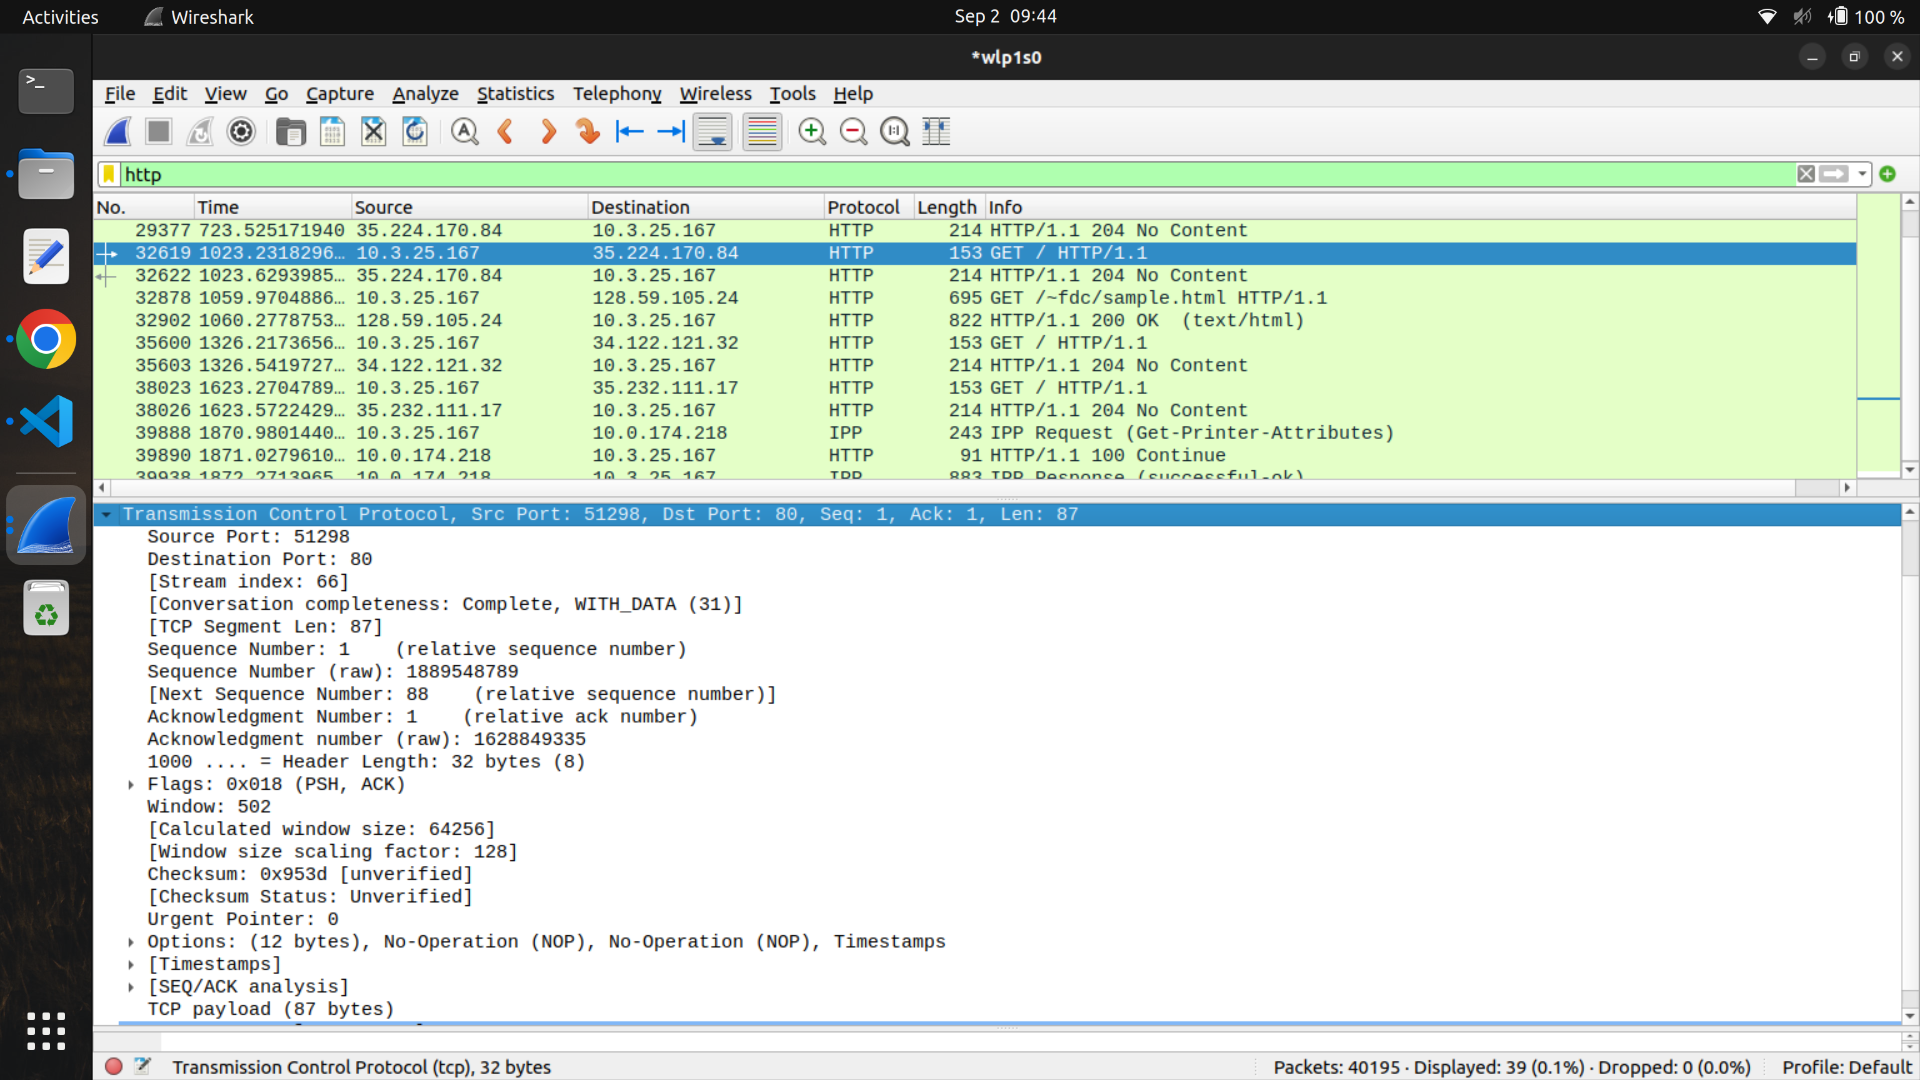 Activities Wireshark Sep 2 09:44 100 %
*wlp1s0
File Edit View Go Capture Analyze Statistics Telephony Wireless Tools Help
http
No. Time Source Destination Protocol Length Info
29377 723.525171940 35.224.170.84 10.3.25.167 HTTP 214 HTTP/1.1 204 No Content
32619 1023.2318296… 10.3.25.167 35.224.170.84 HTTP 153 GET / HTTP/1.1
32622 1023.6293985… 35.224.170.84 10.3.25.167 HTTP 214 HTTP/1.1 204 No Content
32878 1059.9704886… 10.3.25.167 128.59.105.24 HTTP 695 GET /~fdc/sample.html HTTP/1.1
32902 1060.2778753… 128.59.105.24 10.3.25.167 HTTP 822 HTTP/1.1 200 OK (text/html)
35600 1326.2173656… 10.3.25.167 34.122.121.32 HTTP 153 GET / HTTP/1.1
35603 1326.5419727… 34.122.121.32 10.3.25.167 HTTP 214 HTTP/1.1 204 No Content
38023 1623.2704789… 10.3.25.167 35.232.111.17 HTTP 153 GET / HTTP/1.1
38026 1623.5722429… 35.232.111.17 10.3.25.167 HTTP 214 HTTP/1.1 204 No Content
39888 1870.9801440… 10.3.25.167 10.0.174.218 IPP 243 IPP Request (Get-Printer-Attributes)
39890 1871.0279610… 10.0.174.218 10.3.25.167 HTTP 91 HTTP/1.1 100 Continue
39938 1872.2713965… 10.0.174.218 10.3.25.167 IPP 883 IPP Response (successful-ok)
Transmission Control Protocol, Src Port: 51298, Dst Port: 80, Seq: 1, Ack: 1, Len: 87
Source Port: 51298
Destination Port: 80
[Stream index: 66]
[Conversation completeness: Complete, WITH_DATA (31)]
[TCP Segment Len: 87]
Sequence Number: 1 (relative sequence number)
Sequence Number (raw): 1889548789
[Next Sequence Number: 88 (relative sequence number)]
Acknowledgment Number: 1 (relative ack number)
Acknowledgment number (raw): 1628849335
1000 .... = Header Length: 32 bytes (8)
Flags: 0x018 (PSH, ACK)
Window: 502
[Calculated window size: 64256]
[Window size scaling factor: 128]
Checksum: 0x953d [unverified]
[Checksum Status: Unverified]
Urgent Pointer: 0
Options: (12 bytes), No-Operation (NOP), No-Operation (NOP), Timestamps
[Timestamps]
[SEQ/ACK analysis]
TCP payload (87 bytes)
Transmission Control Protocol (tcp), 32 bytes Packets: 40195 · Displayed: 39 (0.1%) · Dropped: 0 (0.0%) Profile: Default